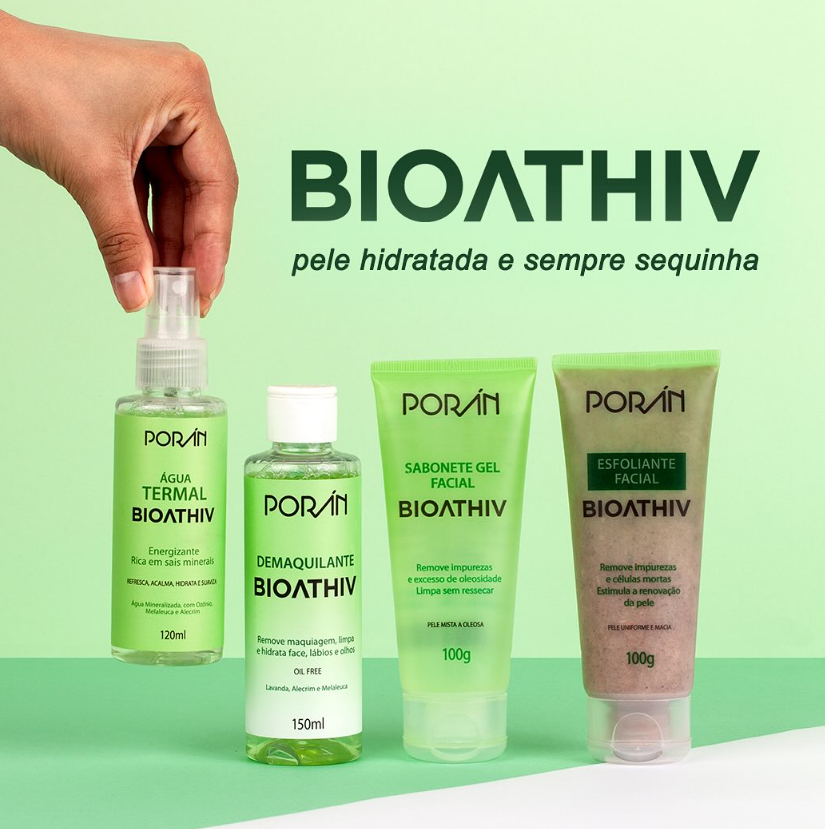 BIOATHIV
pele hidratada e sempre sequinha
PORÁN
ÁGUA
TERMAL
BIOATHIV
Energizante
Rica em sais minerais
REFRESCA, ACALMA, HIDRATA E SUAVIZA
Água Mineralizada, com Ozônio,
Melaleuca e Alecrim
120ml
PORÁN
DEMAQUILANTE
BIOATHIV
Remove maquiagem, limpa
e hidrata face, lábios e olhos
OIL FREE
Lavanda, Alecrim e Melaleuca
150ml
PORÁN
SABONETE GEL
FACIAL
BIOATHIV
Remove impurezas
e excesso de oleosidade
Limpa sem ressecar
PELE MISTA A OLEOSA
100g
PORÁN
ESFOLIANTE
FACIAL
BIOATHIV
Remove impurezas
e células mortas
Estimula a renovação
da pele
PELE UNIFORME E MACIA
100g